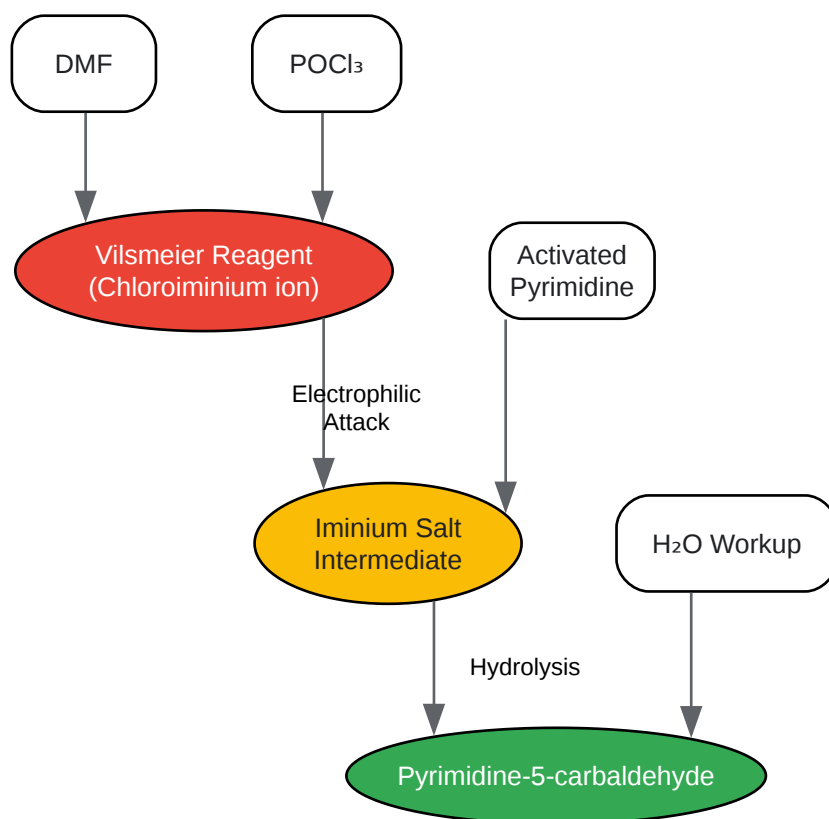 DMF
POCl₃
Vilsmeier Reagent
(Chloroiminium ion)
Activated
Pyrimidine
Electrophilic
Attack
Iminium Salt
Intermediate
H₂O Workup
Hydrolysis
Pyrimidine-5-carbaldehyde